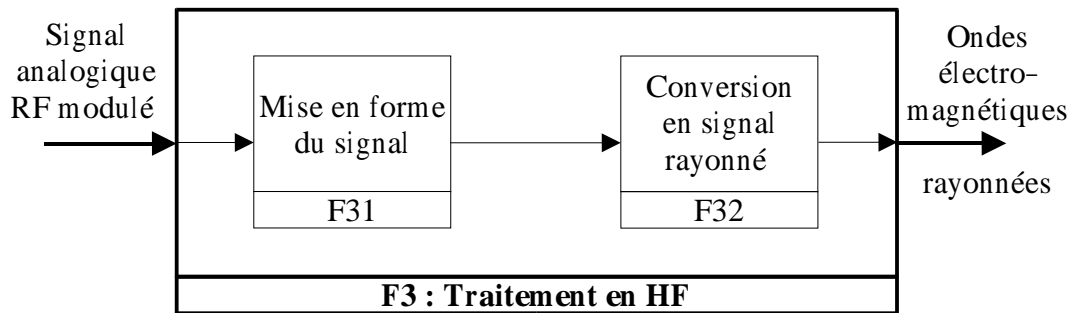 Signal
analogique
RF modulé
Mise en forme
du signal
F31
Conversion
en signal
rayonné
F32
Ondes
électro-
magnétiques
rayonnées
F3 : Traitement en HF